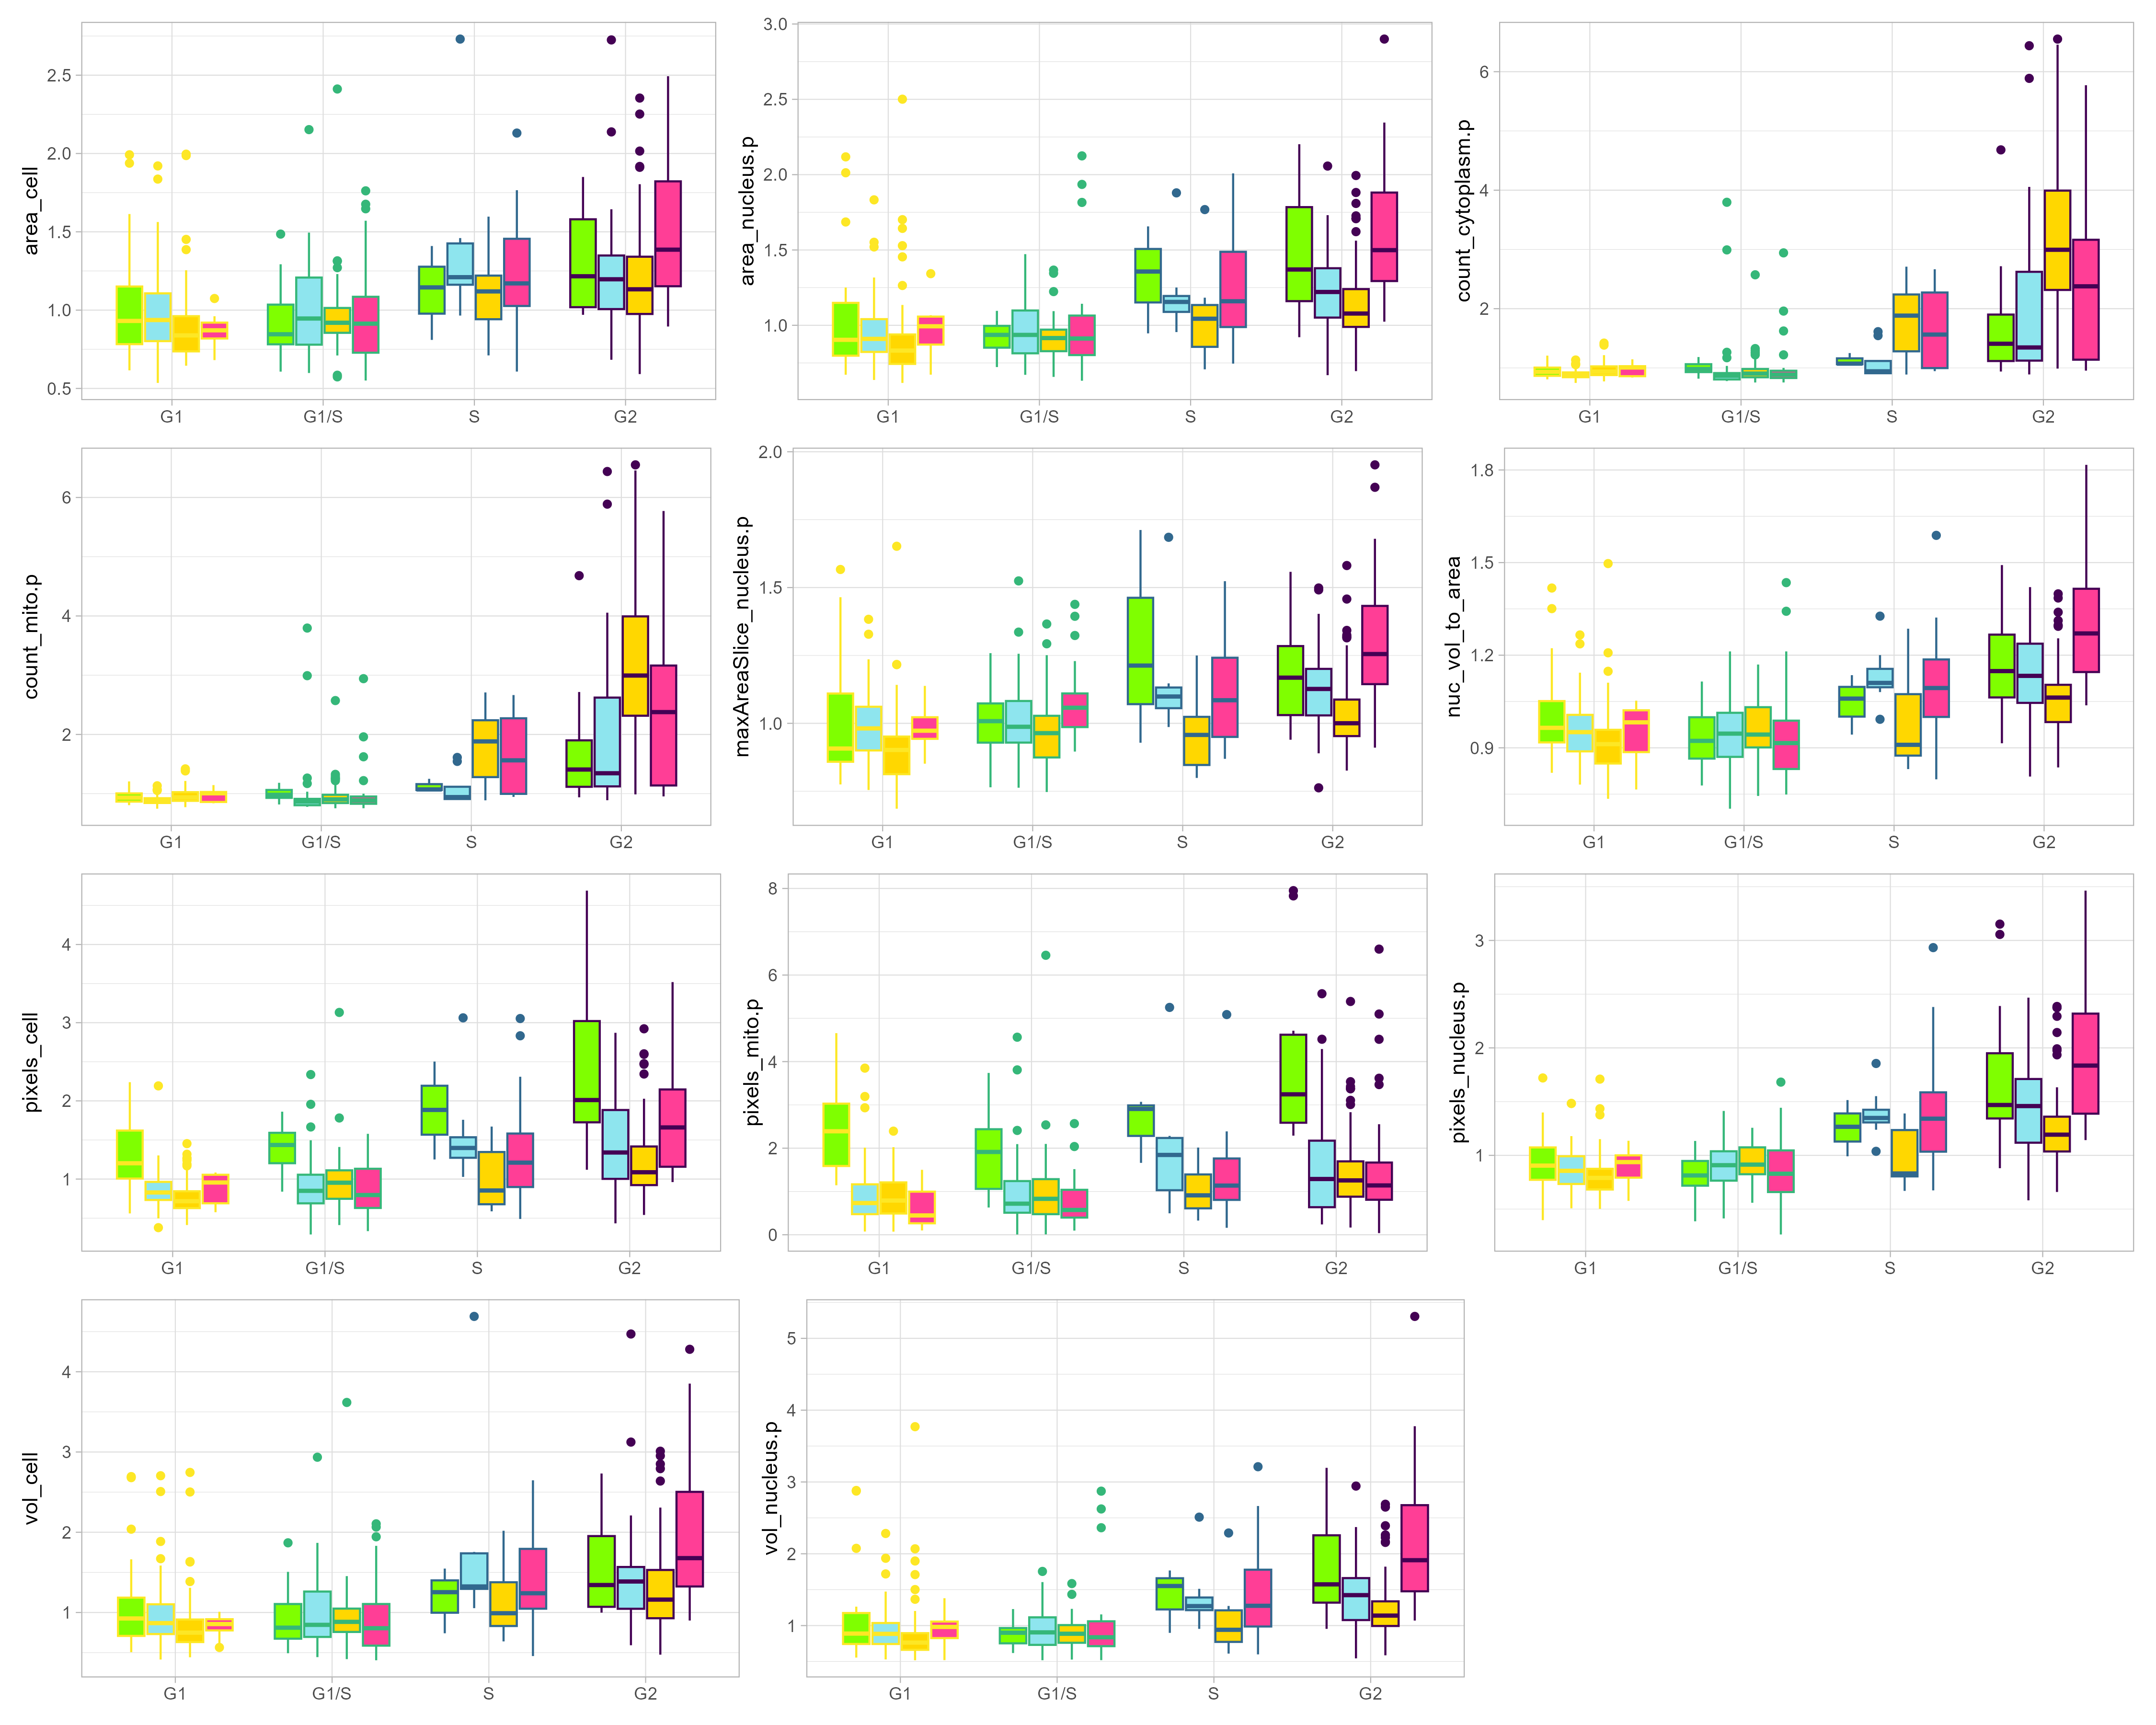 area_cell
2.5
2.0
1.5
1.0
0.5
G1 G1/S S G2
area_nucleus.p
3.0
2.5
2.0
1.5
1.0
G1 G1/S S G2
count_cytoplasm.p
6
4
2
G1 G1/S S G2
count_mito.p
6
4
2
G1 G1/S S G2
maxAreaSlice_nucleus.p
2.0
1.5
1.0
G1 G1/S S G2
nuc_vol_to_area
1.8
1.5
1.2
0.9
G1 G1/S S G2
pixels_cell
4
3
2
1
G1 G1/S S G2
pixels_mito.p
8
6
4
2
0
G1 G1/S S G2
pixels_nucleus.p
3
2
1
G1 G1/S S G2
vol_cell
4
3
2
1
G1 G1/S S G2
vol_nucleus.p
5
4
3
2
1
G1 G1/S S G2